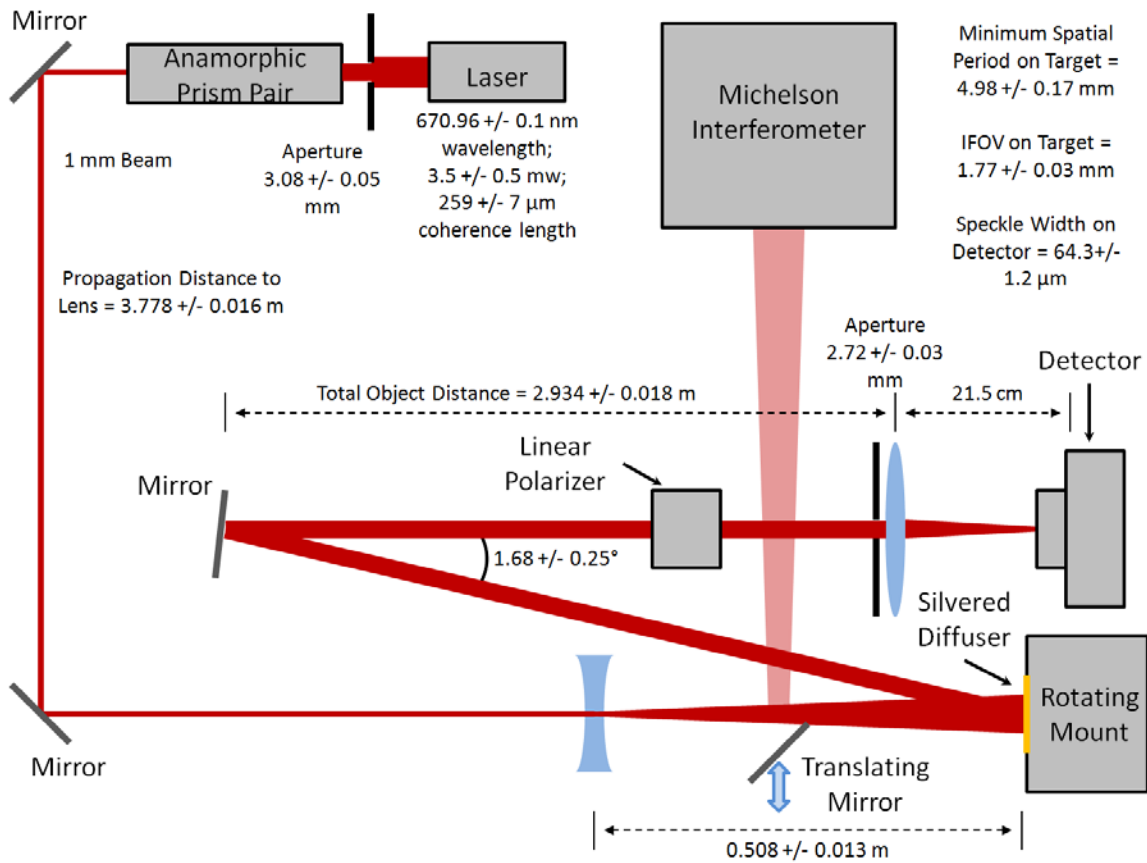 Mirror
Anamorphic
Prism Pair
Laser
670.96 +/- 0.1 nm
wavelength;
3.5 +/- 0.5 mw;
259 +/- 7 µm
coherence length
Aperture
3.08 +/- 0.05
mm
1 mm Beam
Propagation Distance to
Lens = 3.778 +/- 0.016 m
Michelson
Interferometer
Minimum Spatial
Period on Target =
4.98 +/- 0.17 mm
IFOV on Target =
1.77 +/- 0.03 mm
Speckle Width on
Detector = 64.3+/-
1.2 µm
Aperture
2.72 +/- 0.03
mm
Detector
Total Object Distance = 2.934 +/- 0.018 m
21.5 cm
Linear
Polarizer
Mirror
1.68 +/- 0.25°
Silvered
Diffuser
Rotating
Mount
Mirror
Translating
Mirror
0.508 +/- 0.013 m